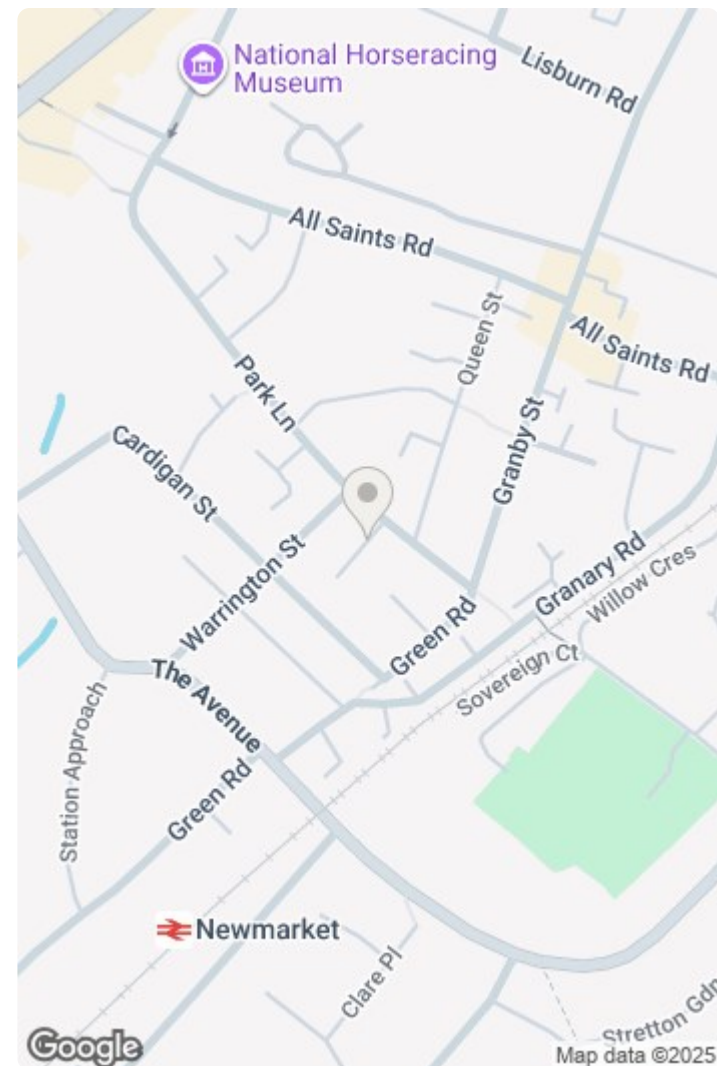 National Horseracing
Museum
Lisburn Rd
All Saints Rd
Queen St
All Saints Rd
Park Ln
Granby St
Cardigan St
Warrington St
Granary Rd
Willow Cres
Green Rd
Sovereign Ct
The Avenue
Station Approach
Green Rd
Newmarket
Clare Pl
Stretton Gdn
Google
Map data ©2025